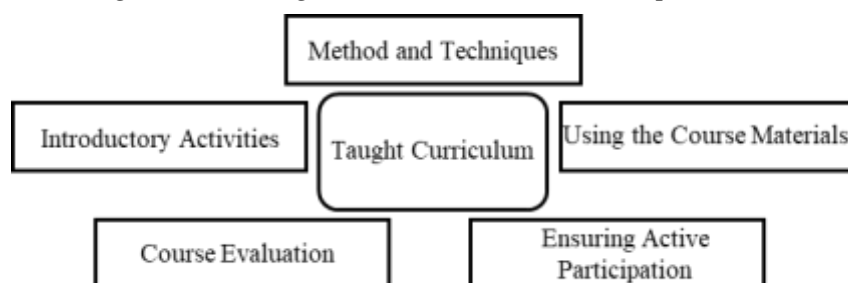 Method and Techniques
Introductory Activities
Taught Curriculum
Using the Course Materials
Course Evaluation
Ensuring Active
Participation